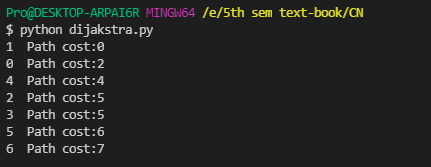 Pro@DESKTOP-ARPAI6R MINGW64 /e/5th sem text-book/CN
$ python dijakstra.py
1  Path cost:0
0  Path cost:2
4  Path cost:4
2  Path cost:5
3  Path cost:5
5  Path cost:6
6  Path cost:7